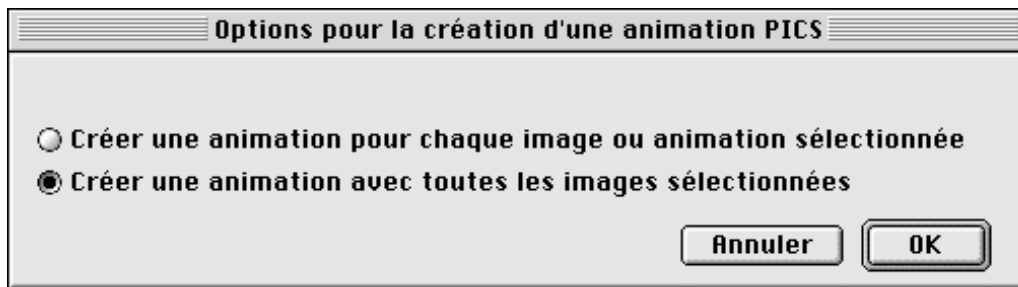 Options pour la création d'une animation PICS
Créer une animation pour chaque image ou animation sélectionnée
Créer une animation avec toutes les images sélectionnées
Annuler OK